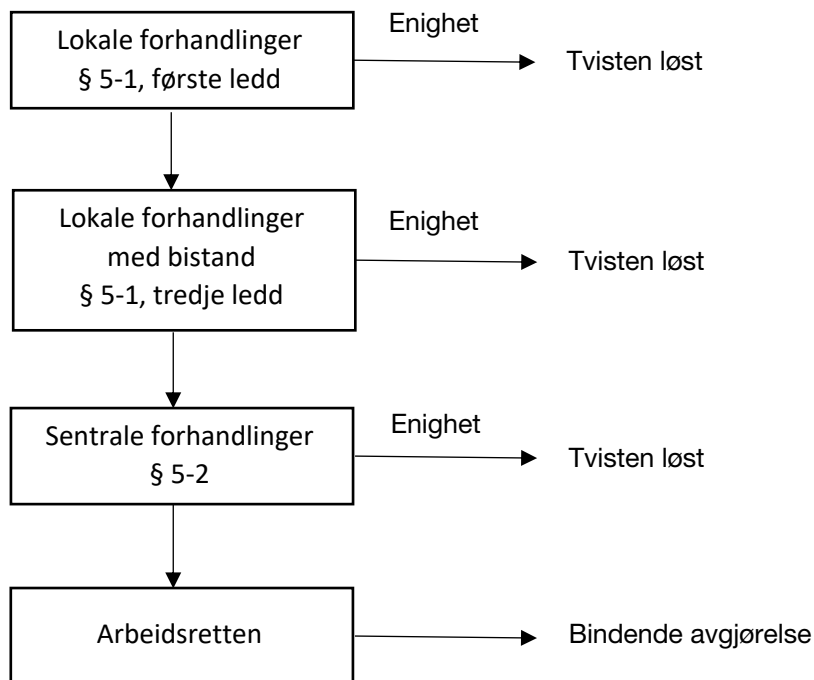 Lokale forhandlinger
§ 5-1, første ledd
Enighet
Tvisten løst
Lokale forhandlinger
med bistand
§ 5-1, tredje ledd
Enighet
Tvisten løst
Sentrale forhandlinger
§ 5-2
Enighet
Tvisten løst
Arbeidsretten
Bindende avgjørelse